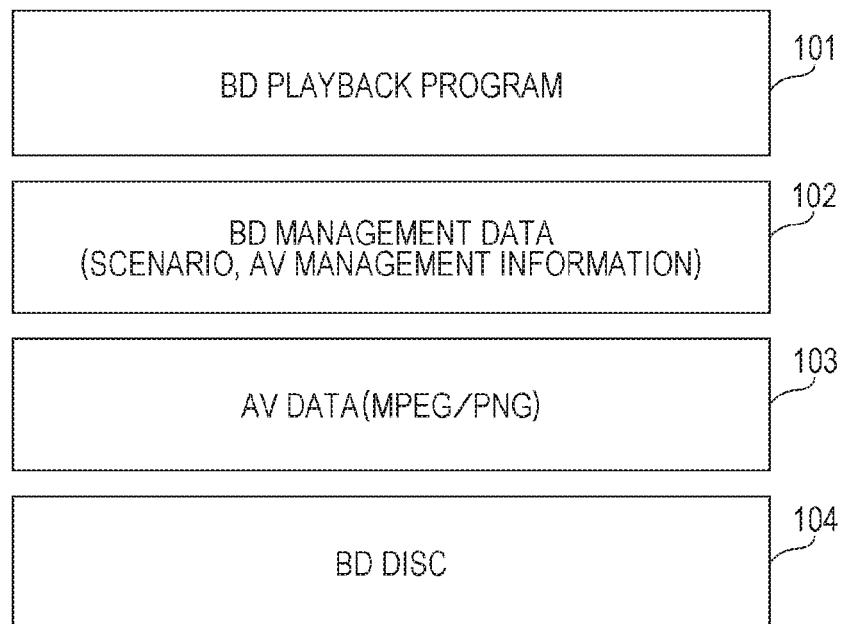 BD PLAYBACK PROGRAM
101
BD MANAGEMENT DATA
(SCENARIO, AV MANAGEMENT INFORMATION)
102
AV DATA(MPEG/PNG)
103
BD DISC
104